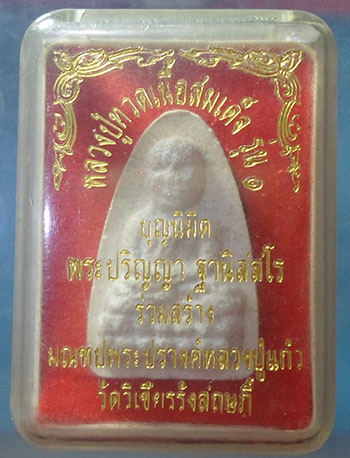 หลวงปู่ทวดเนื้อสมเด็จ รุ่น ๑
บุญนิมิต
พระปริญญา ฐานิสสโร
ร่วมสร้าง
มณฑปพระปรางค์หลวงปู่แก้ว
วัดวิเชียรรังสฤษฎิ์